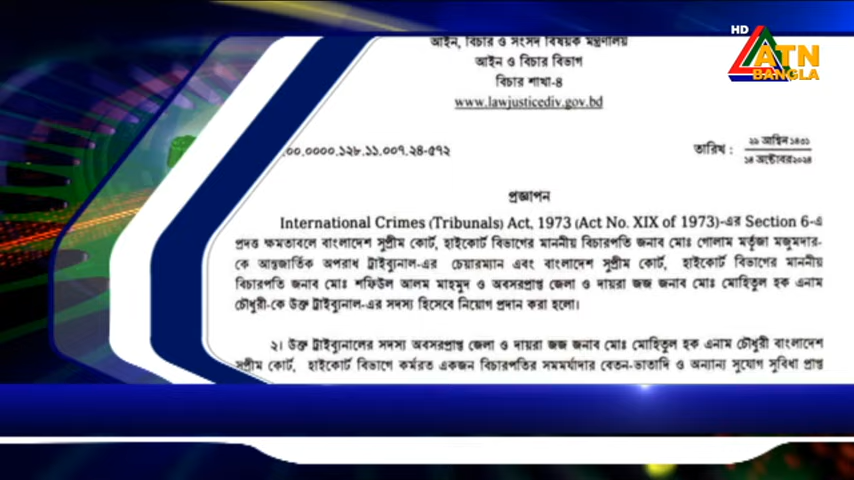 HD
ATN
BANGLA
আইন, বিচার ও সংসদ বিষয়ক মন্ত্রণালয়
আইন ও বিচার বিভাগ
বিচার শাখা-৪
www.lawjusticediv.gov.bd
.০০.০০০০.১২৮.১১.০০৭.২৪-৫৭২
তারিখ : ২৯ আশ্বিন ১৪৩১
১৪ অক্টোবর ২০২৪
প্রজ্ঞাপন
International Crimes (Tribunals) Act, 1973 (Act No. XIX of 1973)-এর Section 6-এ
প্রদত্ত ক্ষমতাবলে বাংলাদেশ সুপ্রীম কোর্ট, হাইকোর্ট বিভাগের মাননীয় বিচারপতি জনাব মোঃ গোলাম মর্তূজা মজুমদার-
কে আন্তর্জাতিক অপরাধ ট্রাইব্যুনাল-এর চেয়ারম্যান এবং বাংলাদেশ সুপ্রীম কোর্ট, হাইকোর্ট বিভাগের মাননীয়
বিচারপতি জনাব মোঃ শফিউল আলম মাহমুদ ও অবসরপ্রাপ্ত জেলা ও দায়রা জজ জনাব মোঃ মোহিতুল হক এনাম
চৌধুরী-কে উক্ত ট্রাইব্যুনাল-এর সদস্য হিসেবে নিয়োগ প্রদান করা হলো।
২। উক্ত ট্রাইব্যুনালের সদস্য অবসরপ্রাপ্ত জেলা ও দায়রা জজ জনাব মোঃ মোহিতুল হক এনাম চৌধুরী বাংলাদেশ
সুপ্রীম কোর্ট, হাইকোর্ট বিভাগে কর্মরত একজন বিচারপতির সমমর্যাদার বেতন-ভাতাদি ও অন্যান্য সুযোগ সুবিধা প্রাপ্ত